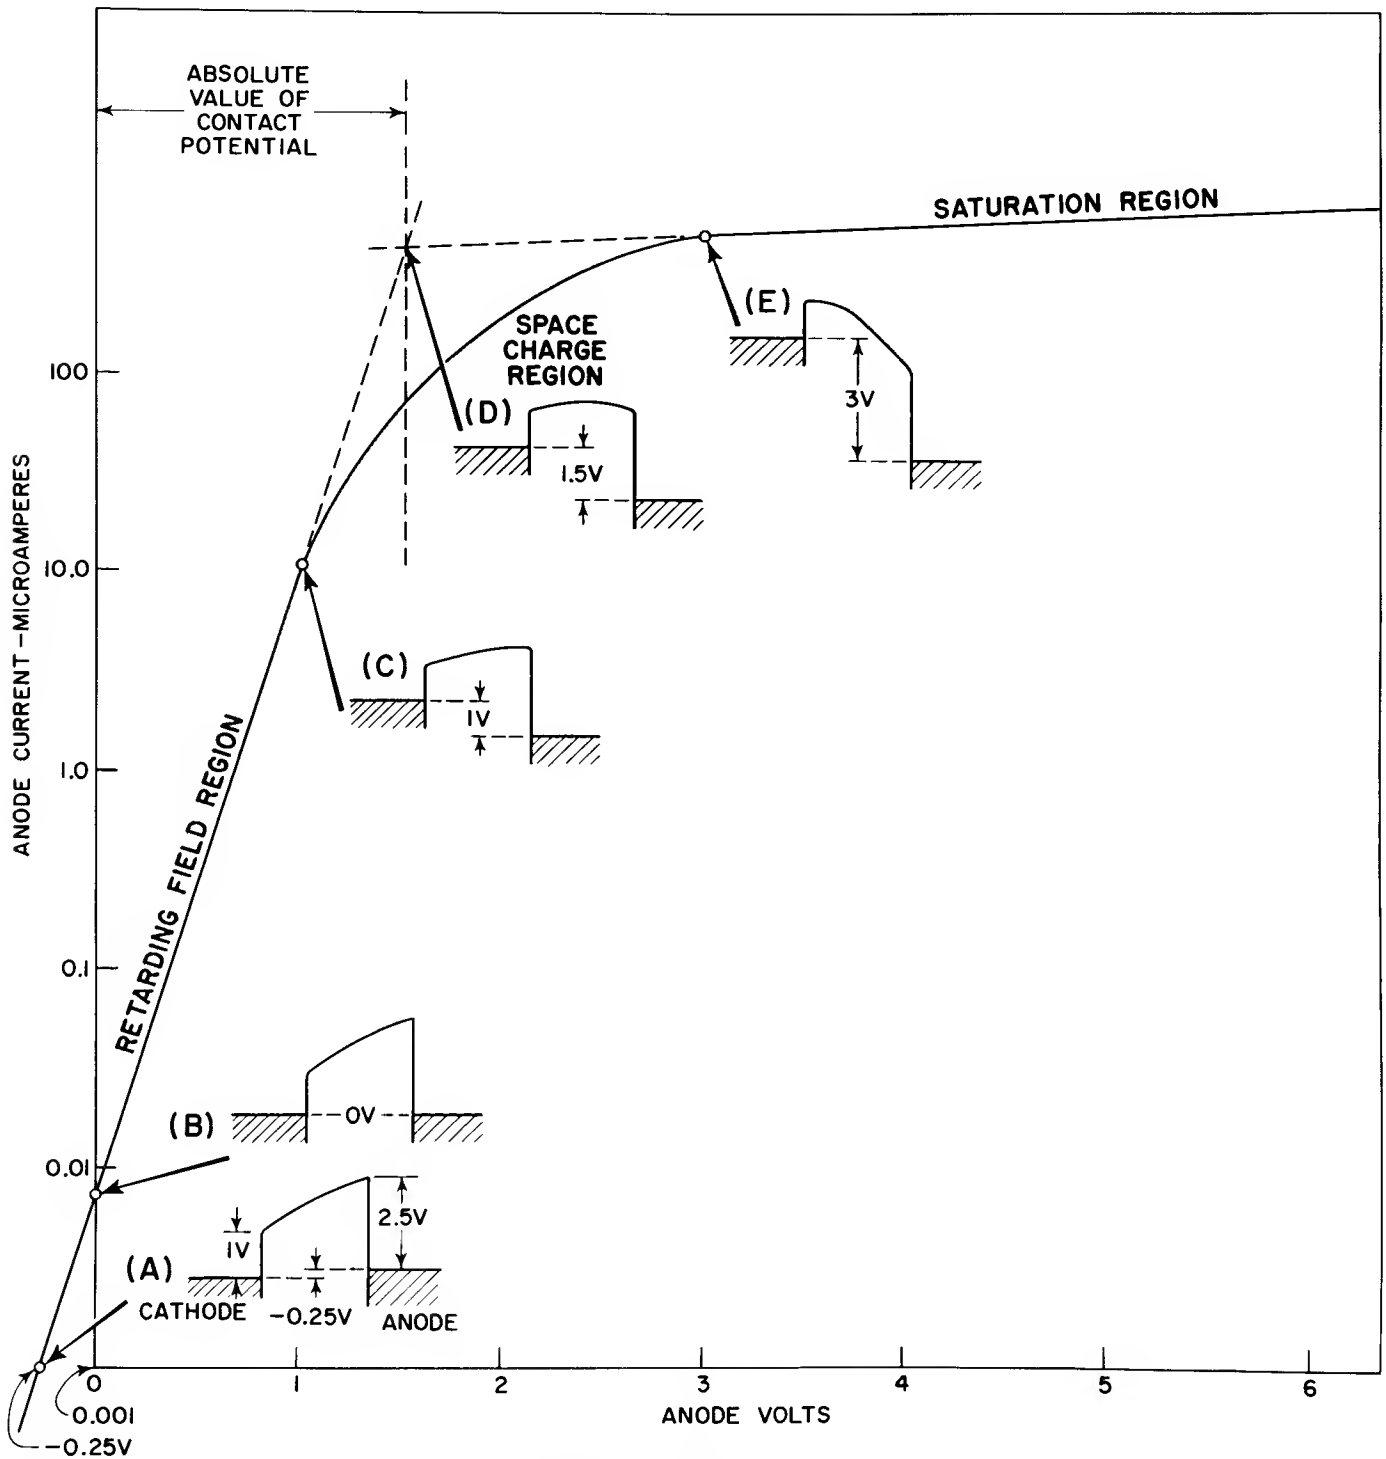 ABSOLUTE
VALUE OF
CONTACT
POTENTIAL
SATURATION REGION
(E)
3V
SPACE
CHARGE
REGION
(D)
1.5V
100
10.0
1.0
0.1
0.01
ANODE CURRENT-MICROAMPERES
(C)
1V
RETARDING FIELD REGION
(B)
0V
(A)
1V
2.5V
CATHODE
-0.25V
ANODE
0 1 2 3 4 5 6
0.001
-0.25V
ANODE VOLTS